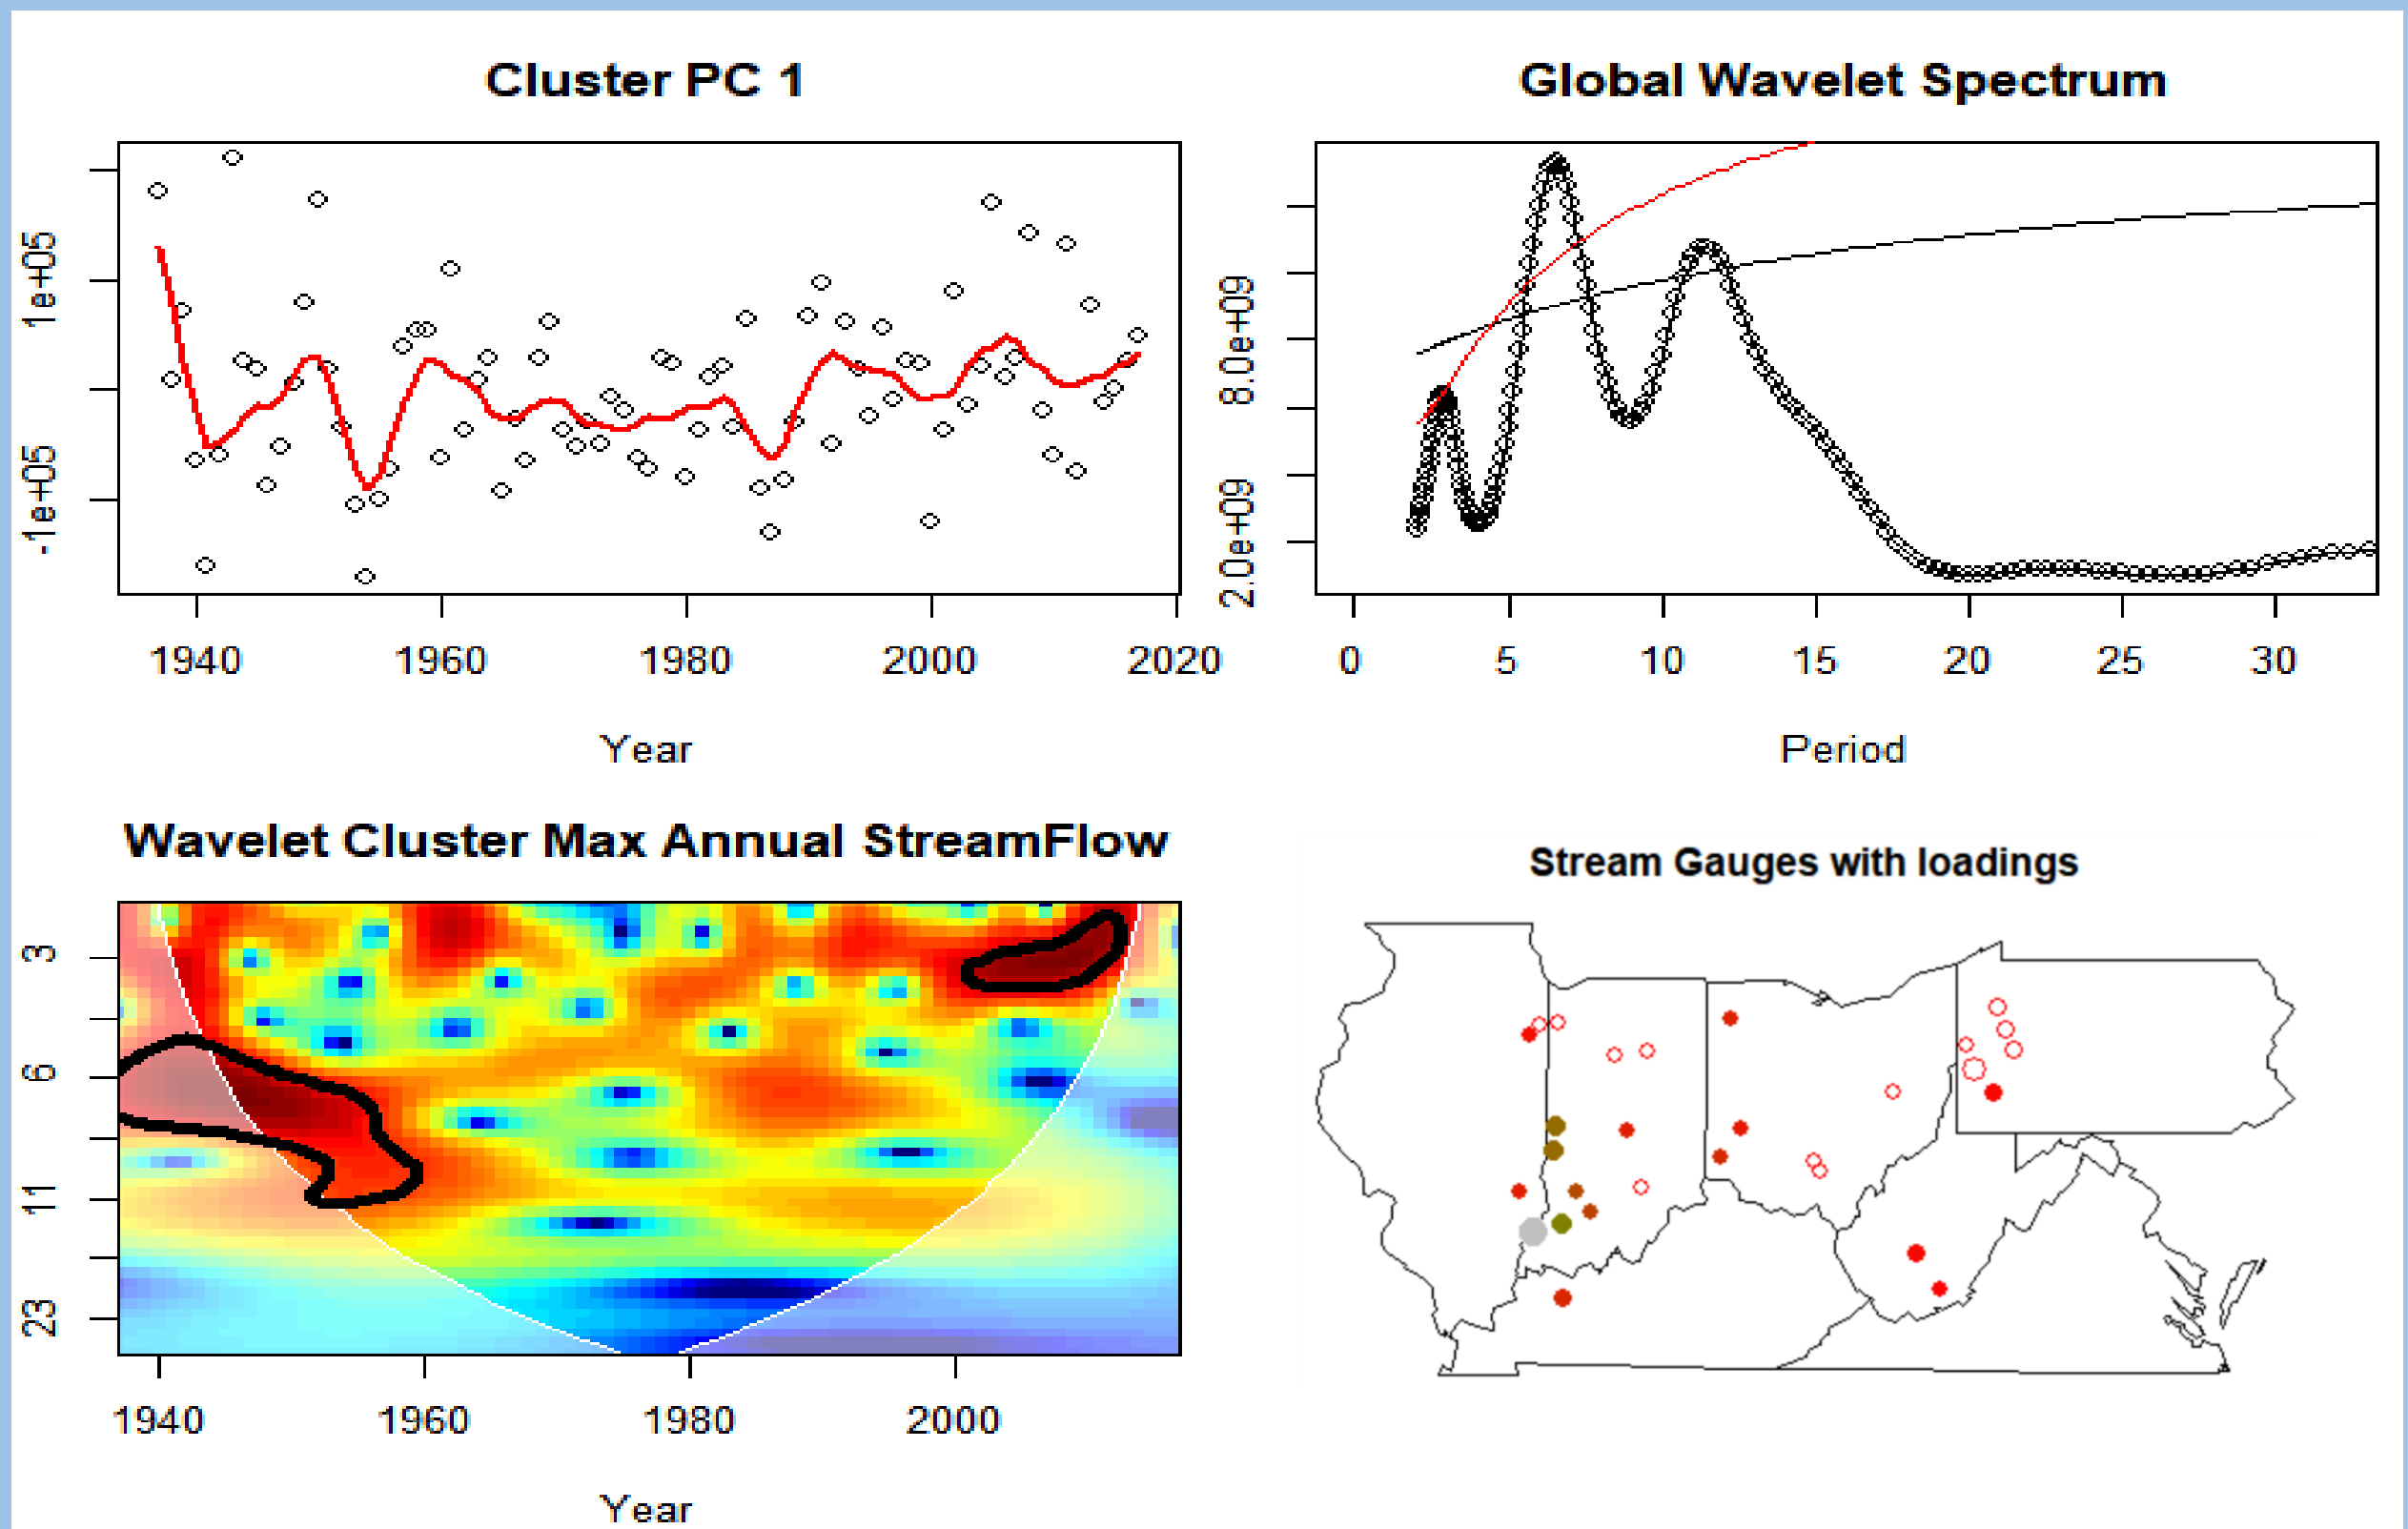 Cluster PC 1
1e+05
-1e+05
1940 1960 1980 2000 2020
Year
Global Wavelet Spectrum
8.0e+09
2.0e+09
0 5 10 15 20 25 30
Period
Wavelet Cluster Max Annual StreamFlow
3
6
11
23
1940 1960 1980 2000
Year
Stream Gauges with loadings